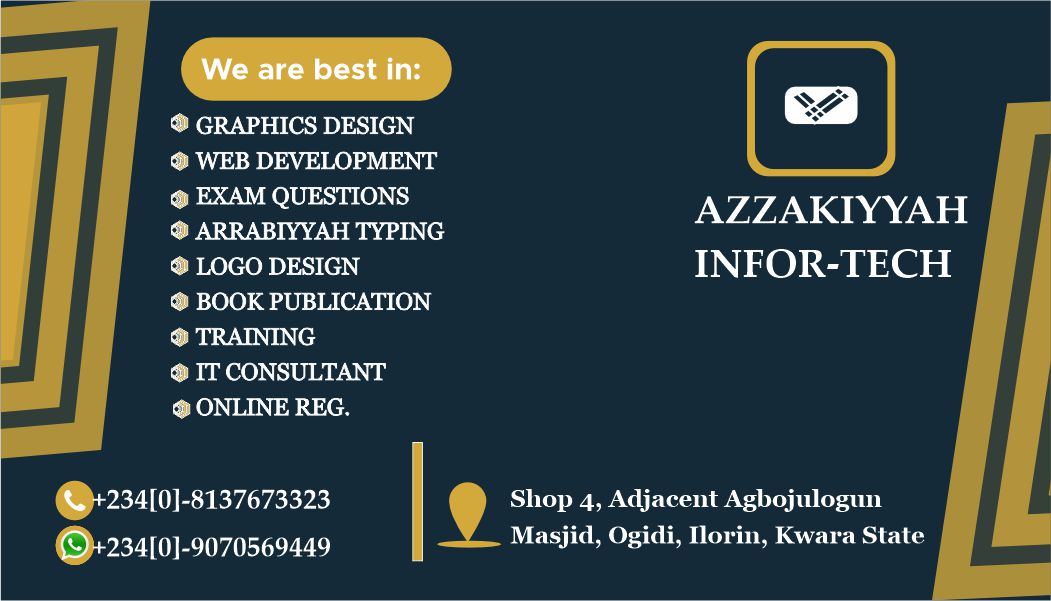 We are best in:
GRAPHICS DESIGN
WEB DEVELOPMENT
EXAM QUESTIONS
ARRABIYYAH TYPING
LOGO DESIGN
BOOK PUBLICATION
TRAINING
IT CONSULTANT
ONLINE REG.
AZZAKIYYAH
INFOR-TECH
+234[0]-8137673323
+234[0]-9070569449
Shop 4, Adjacent Agbojulogun
Masjid, Ogidi, Ilorin, Kwara State